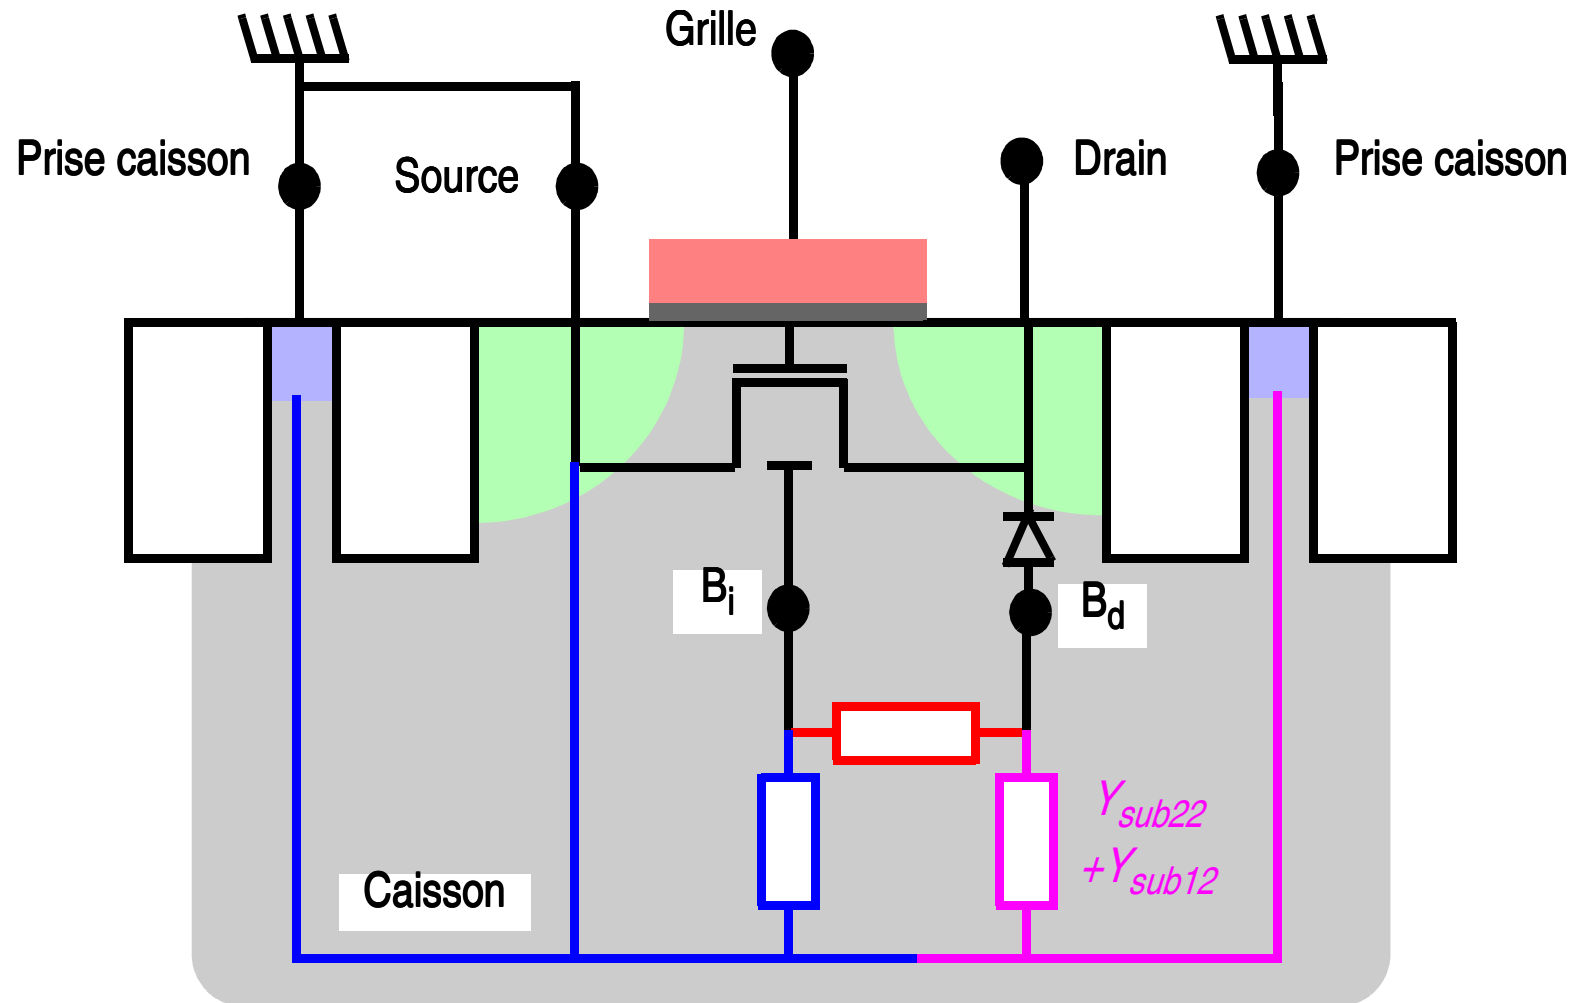 Grille
Prise caisson
Source
Drain
Prise caisson
Bi
Bd
Ysub22
+Ysub12
Caisson